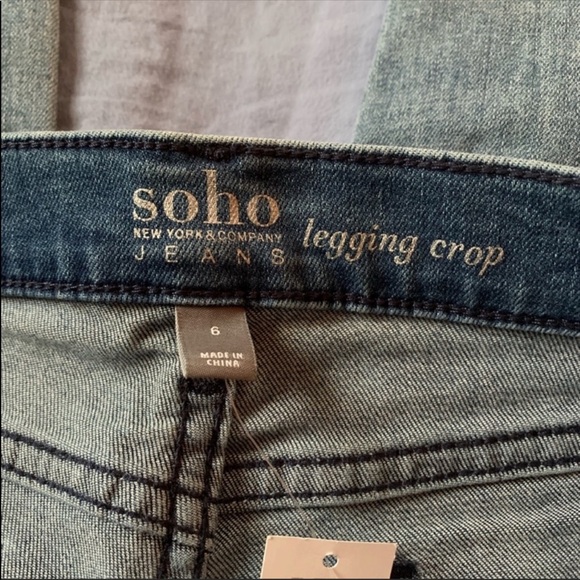 soho
NEW YORK & COMPANY
JEANS
legging crop
6
MADE IN
CHINA